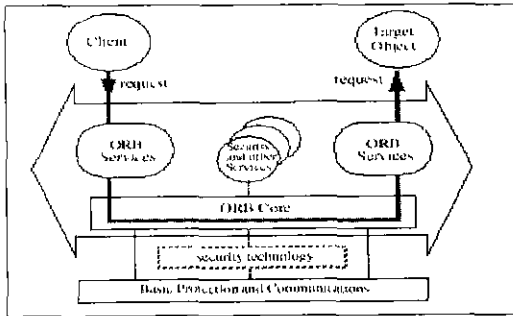 Client
Target
Object
request
request
ORB
Services
Security
and other
Services
ORB
Services
ORB Core
security technology
Basic Protection and Communications